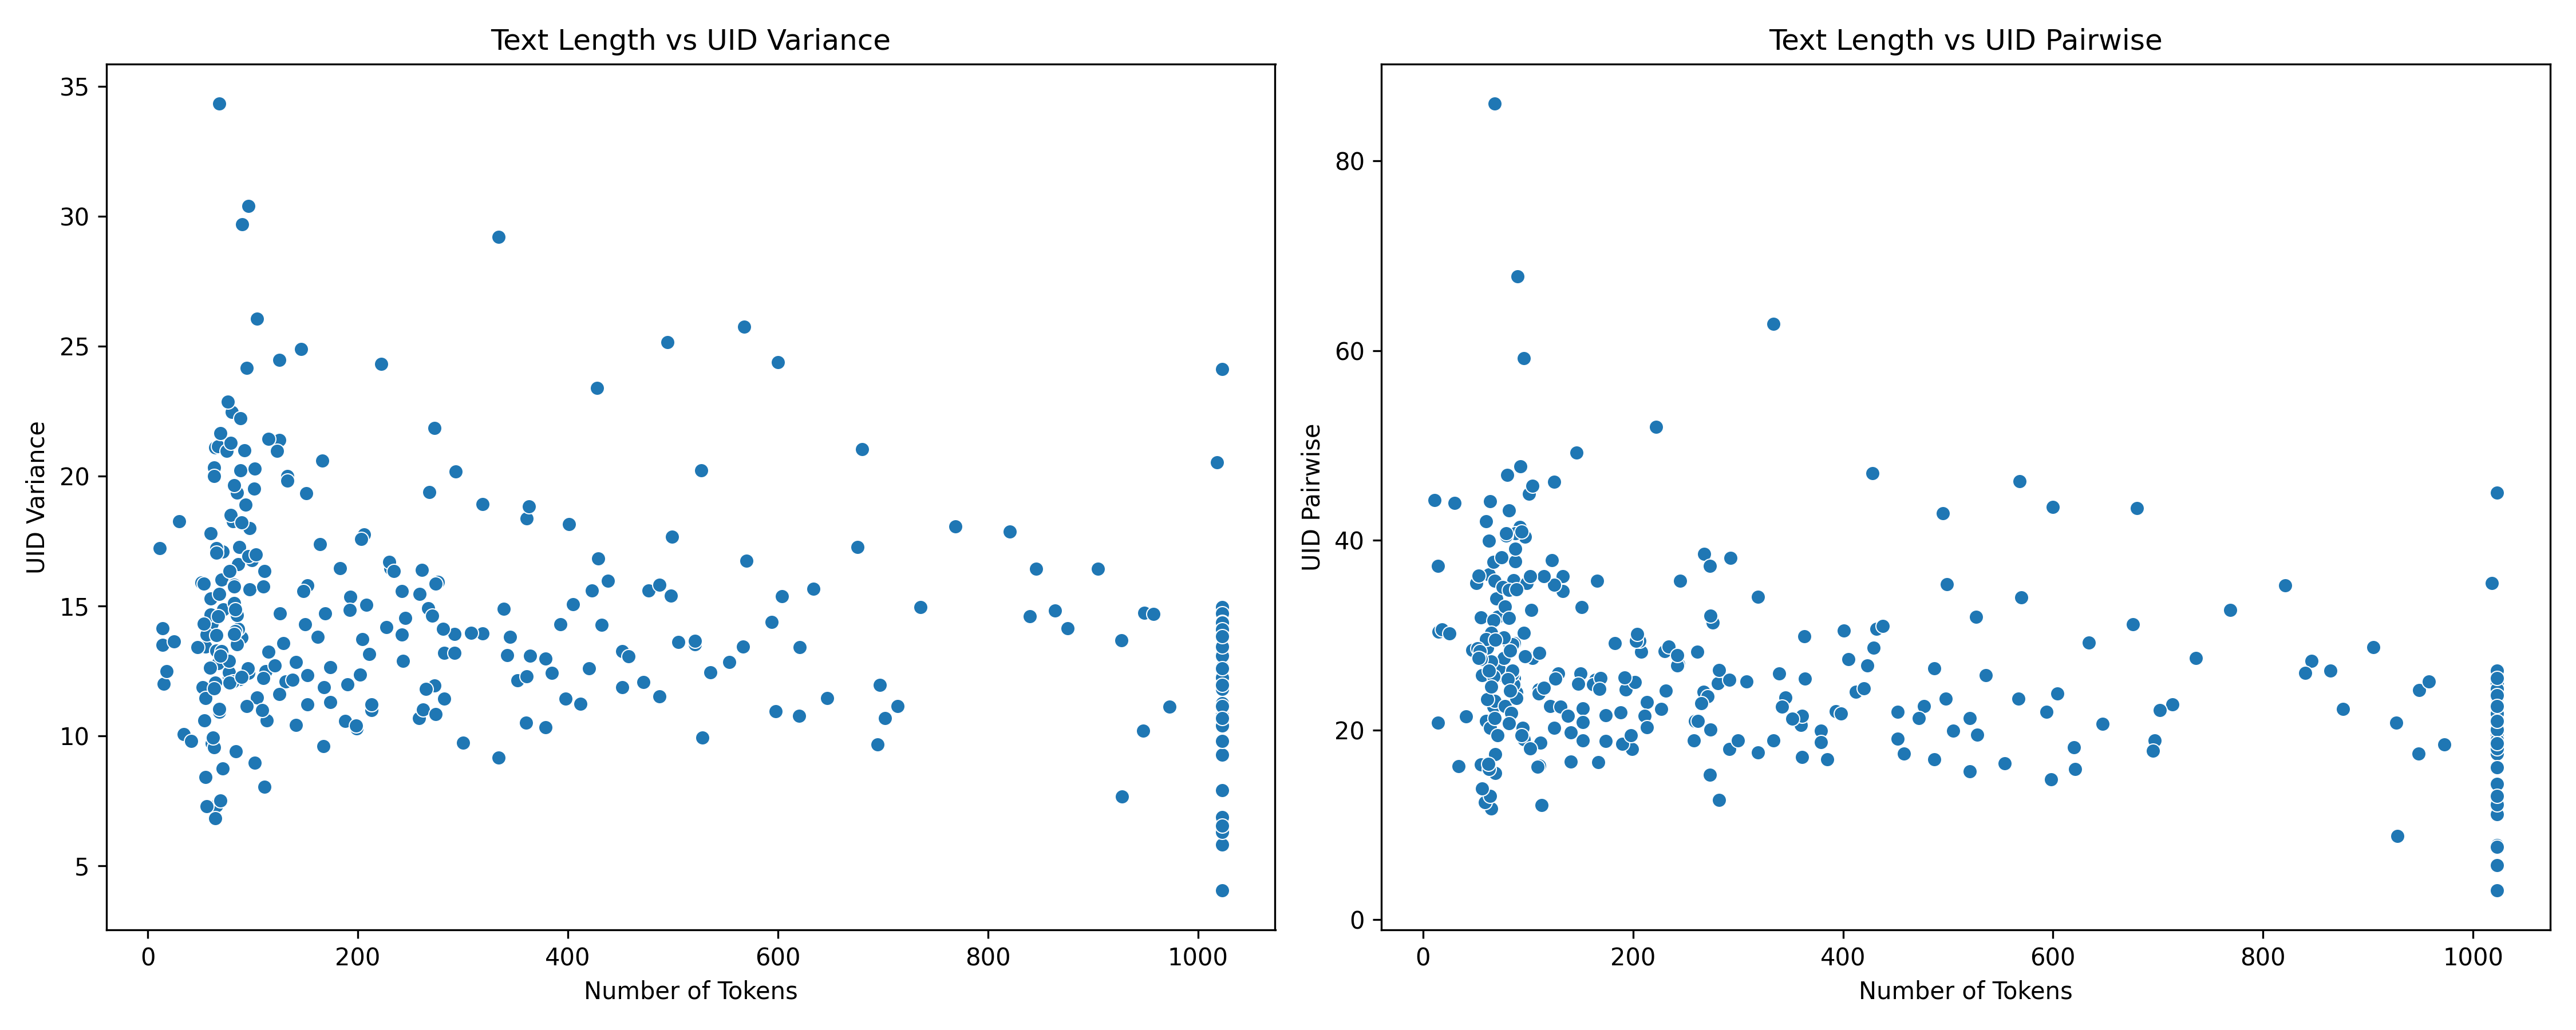 Text Length vs UID Variance
35
30
25
20
15
10
5
UID Variance
0 200 400 600 800 1000
Number of Tokens
Text Length vs UID Pairwise
80
60
40
20
0
UID Pairwise
0 200 400 600 800 1000
Number of Tokens